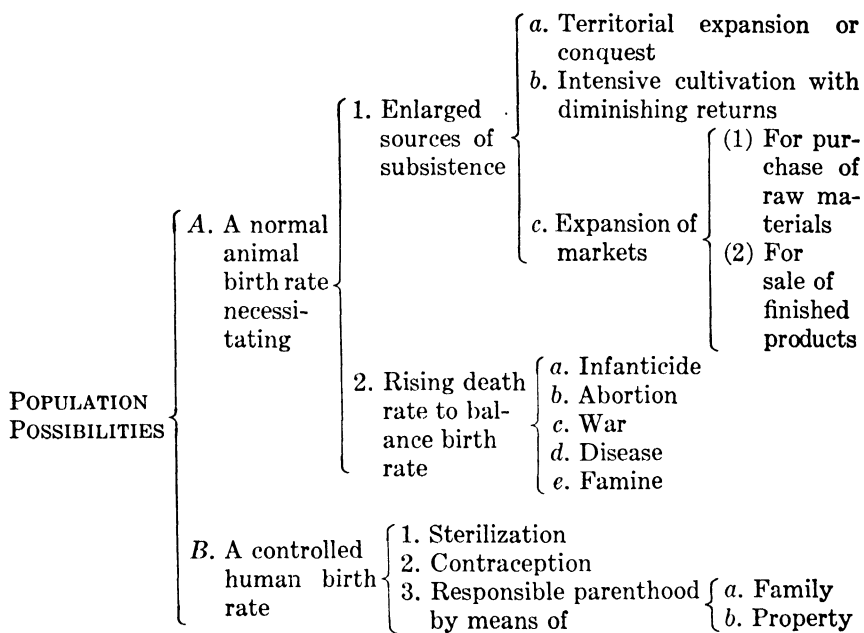 POPULATION
POSSIBILITIES
A. A normal
animal
birth rate
necessi-
tating
1. Enlarged
sources of
subsistence
a. Territorial expansion or
conquest
b. Intensive cultivation with
diminishing returns
c. Expansion of
markets
(1) For pur-
chase of
raw ma-
terials
(2) For
sale of
finished
products
2. Rising death
rate to bal-
ance birth
rate
a. Infanticide
b. Abortion
c. War
d. Disease
e. Famine
B. A controlled
human birth
rate
1. Sterilization
2. Contraception
3. Responsible parenthood
by means of
a. Family
b. Property